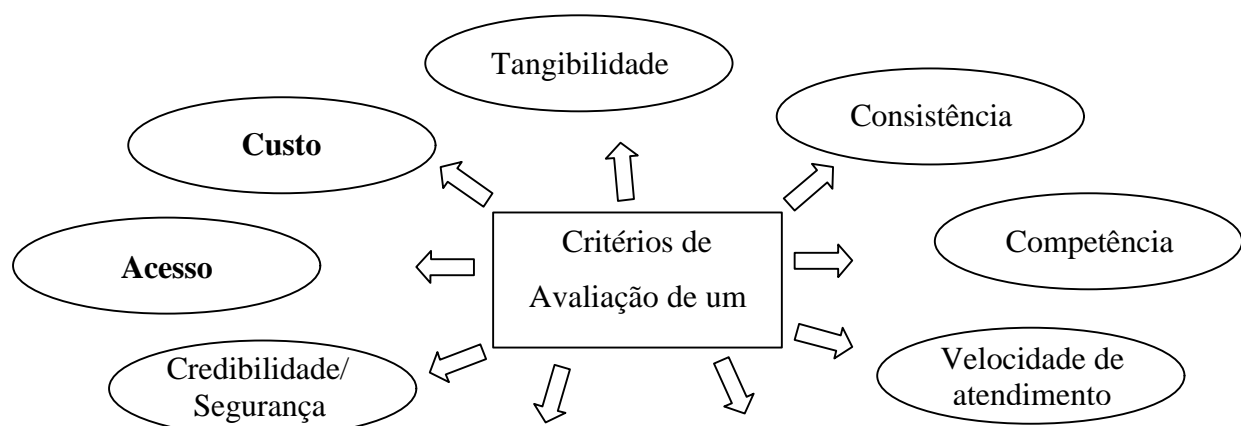 Tangibilidade
Consistência
Custo
Critérios de
Avaliação de um
Competência
Acesso
Credibilidade/
Segurança
Velocidade de
atendimento